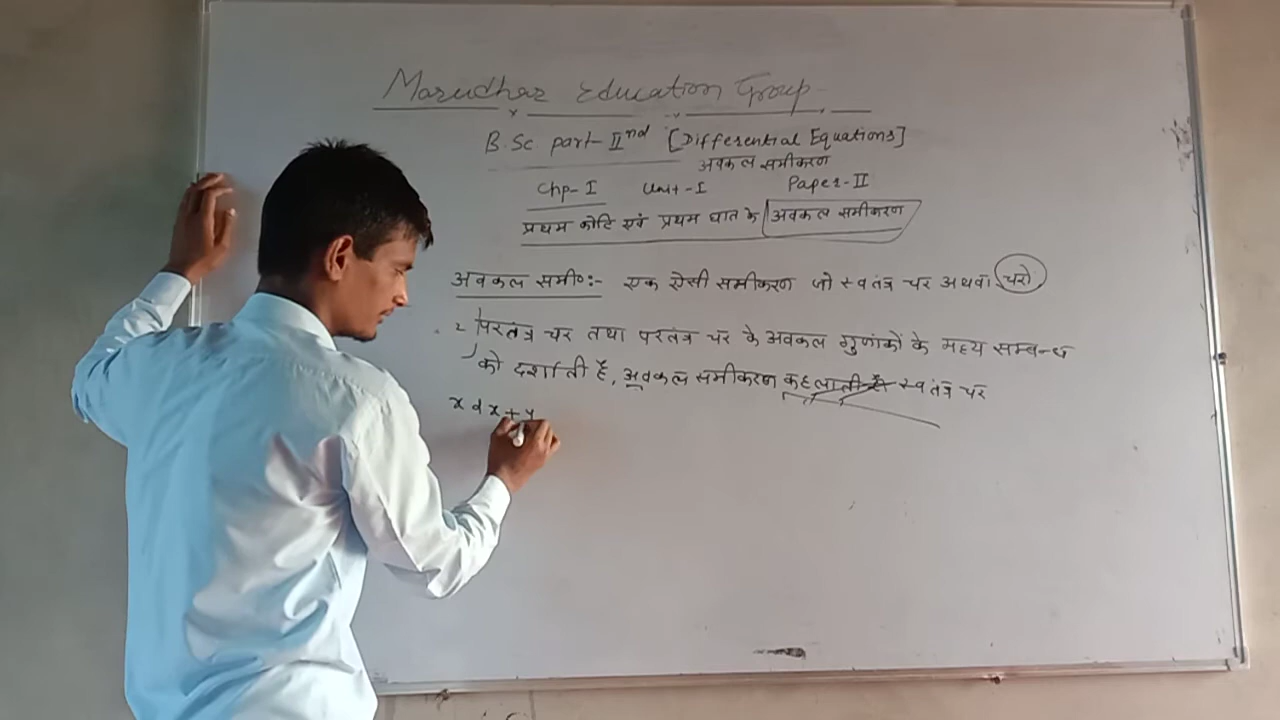 Marudhar Education Group
B.Sc. part-IInd [Differential Equations]
अवकल समीकरण
Chp-I Unit-I Paper-II
प्रथम कोटि एवं प्रथम घात के अवकल समीकरण
अवकल समी०:- एक ऐसी समीकरण जो स्वतंत्र चर अथवा चरों,
परतंत्र चर तथा परतंत्र चर के अवकल गुणांकों के मध्य सम्बन्ध
को दर्शाती है, अवकल समीकरण कहलाती है स्वतंत्र चर
x d x + y